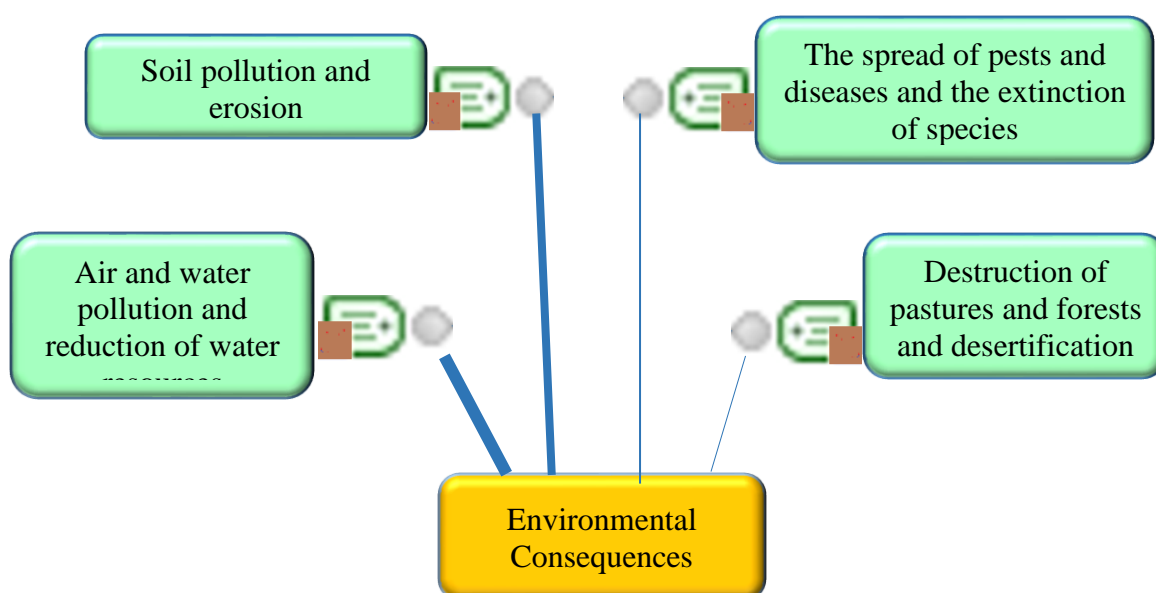 Soil pollution and
erosion
The spread of pests and
diseases and the extinction
of species
Air and water
pollution and
reduction of water
resources
Destruction of
pastures and forests
and desertification
Environmental
Consequences